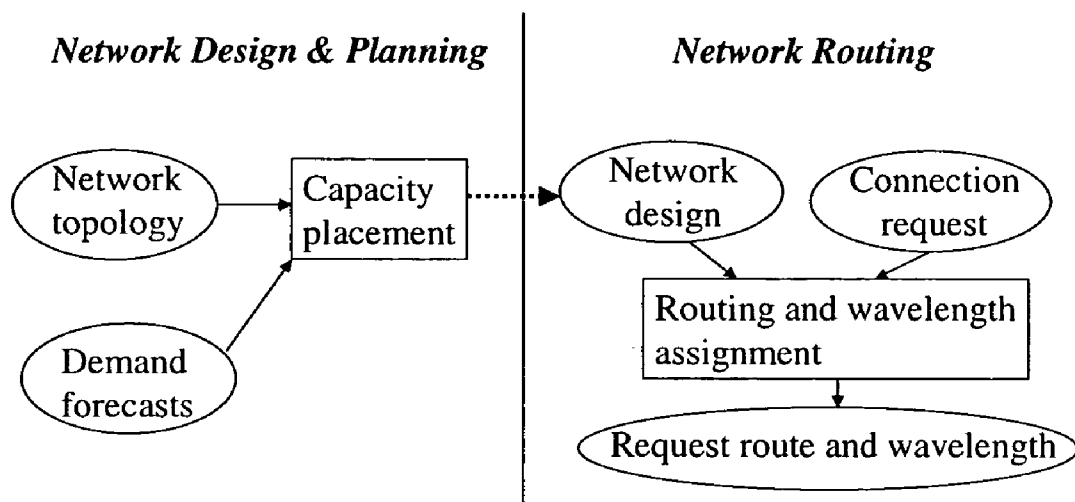 Network Design & Planning
Network
topology
Capacity
placement
Demand
forecasts
Network Routing
Network
design
Connection
request
Routing and wavelength
assignment
Request route and wavelength